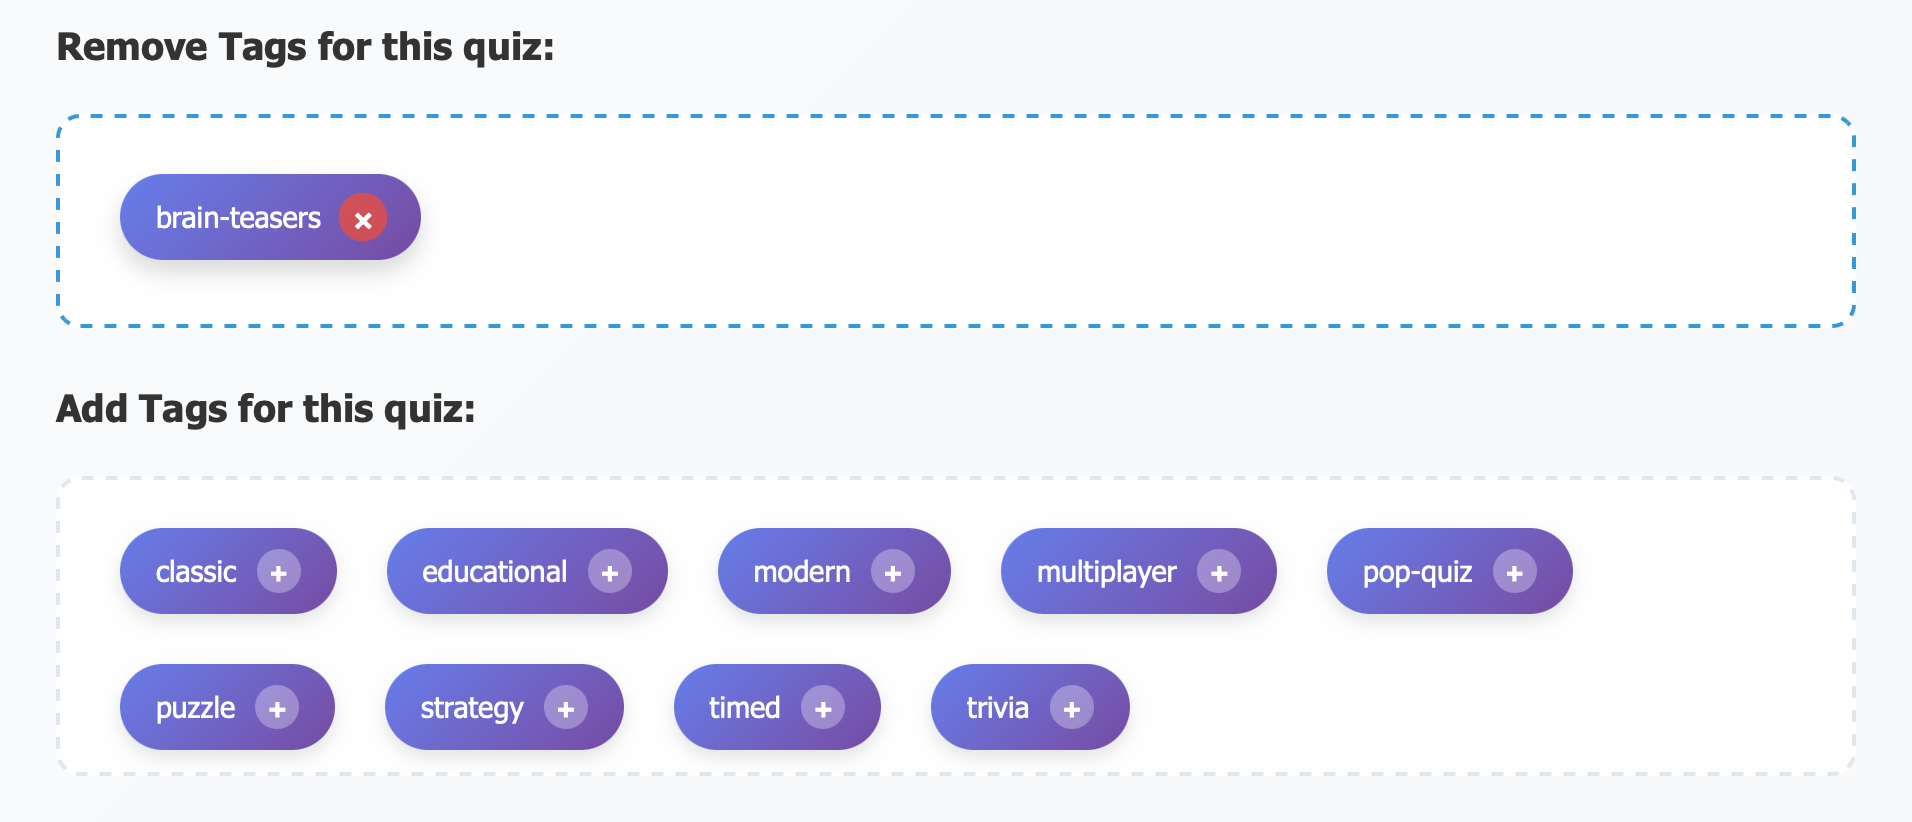 Remove Tags for this quiz:
brain-teasers ×
Add Tags for this quiz:
classic + educational + modern + multiplayer + pop-quiz +
puzzle + strategy + timed + trivia +